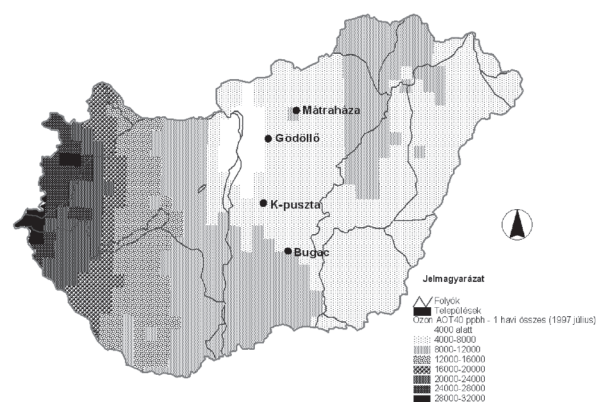 Mátraháza
Gödöllő
K-puszta
Bugac
Jelmagyarázat
Folyók
Települések
Ózon AOT40 ppbh - 1 havi összes (1997 július)
4000 alatt
4000-8000
8000-12000
12000-16000
16000-20000
20000-24000
24000-28000
28000-32000